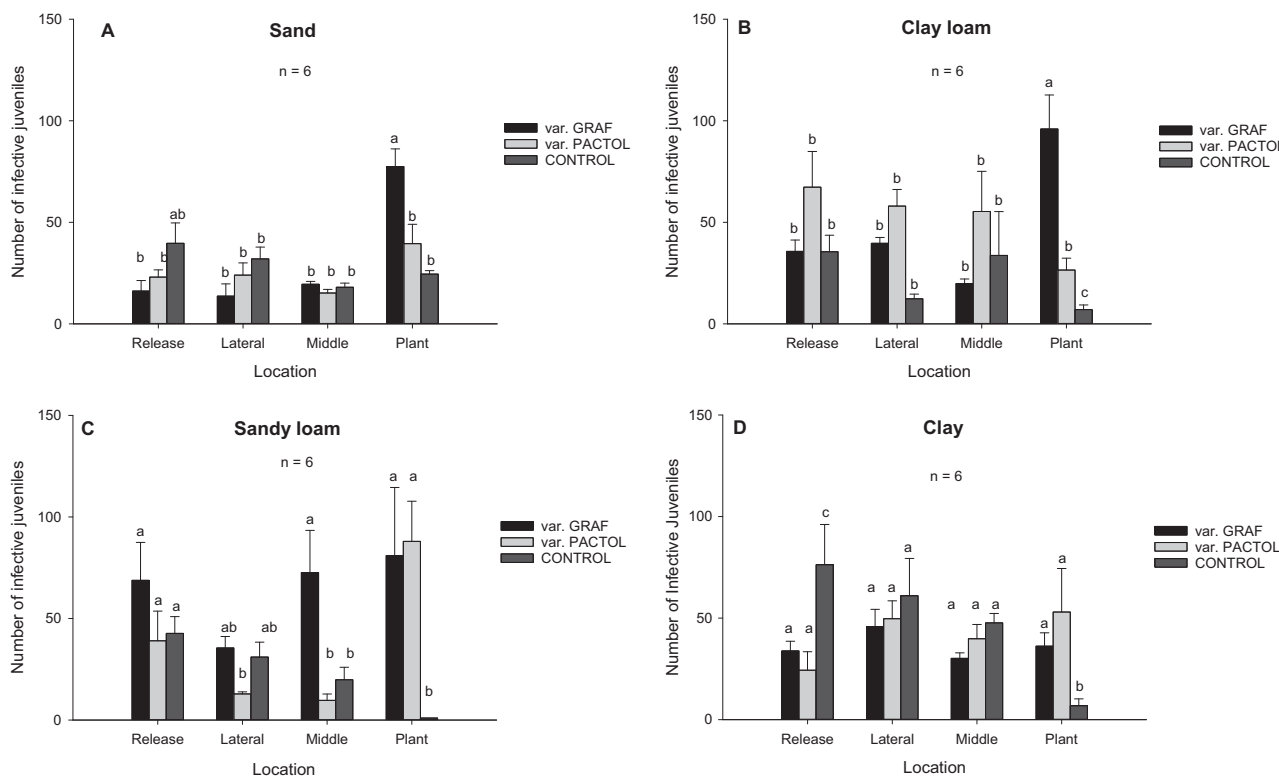 A
Sand
n = 6
150
100
50
0
Number of infective juveniles
a
b b ab
b b b
b b b
b
b
var. GRAF
var. PACTOL
CONTROL
Release Lateral Middle Plant
Location
B
Clay loam
n = 6
150
100
50
0
Number of infective juveniles
b b b
b b b
b b b
a b c
var. GRAF
var. PACTOL
CONTROL
Release Lateral Middle Plant
Location
C
Sandy loam
n = 6
150
100
50
0
Number of infective juveniles
a a a
ab b ab
a b b
a a b
var. GRAF
var. PACTOL
CONTROL
Release Lateral Middle Plant
Location
D
Clay
n = 6
150
100
50
0
Number of Infective Juveniles
a a c
a a a
a a a
a a b
var. GRAF
var. PACTOL
CONTROL
Release Lateral Middle Plant
Location